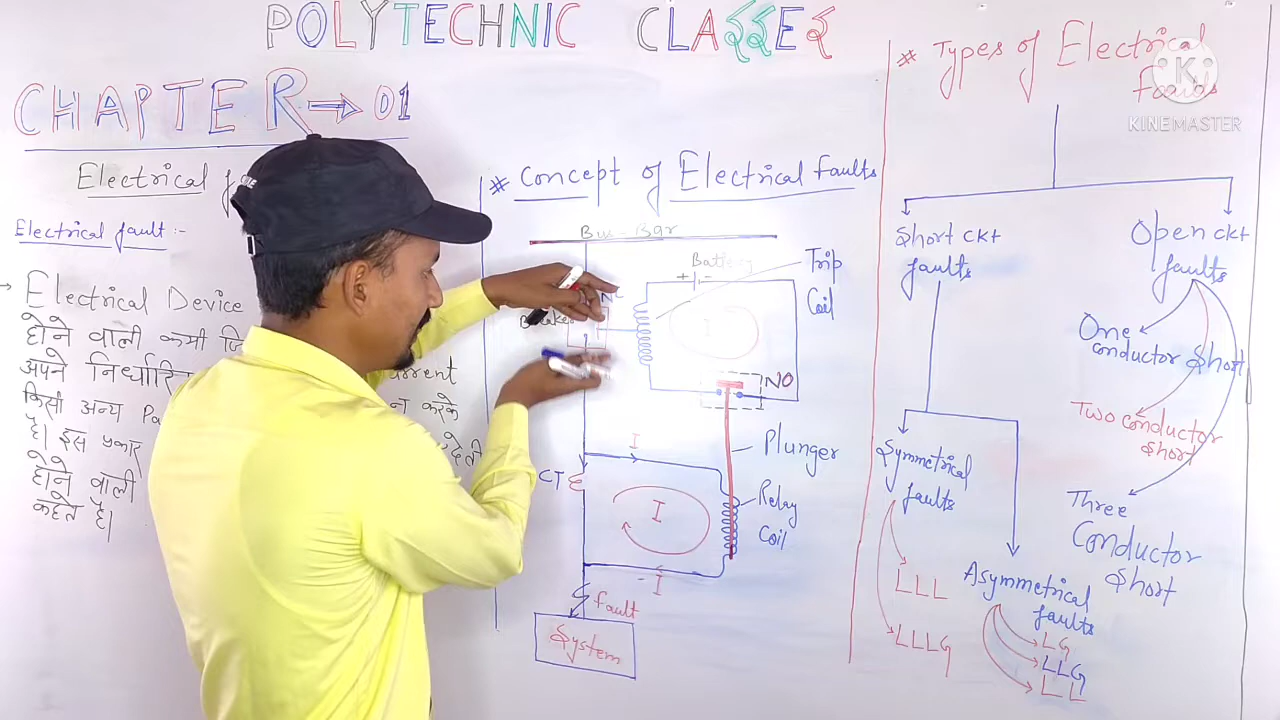 POLYTECHNIC CLASSES
CHAPTER → 01
Electrical f
Electrical fault :-
→ Electrical Device
होने वाली कमी जि
अपने निर्धारित current
किसी अन्य Pa न करके
है। इस प्रकार देती
होने वाली
कहते है।
* Concept of Electrical Faults
Bus-Bar
Battery
+ -
Trip
Coil
NC
Breaker
I
NO
I
Plunger
CT
I
Relay
Coil
I
fault
System
* Types of Electrical
Faults
KINEMASTER
Short ckt
faults
Open ckt
faults
One
conductor short
Two conductor
short
Three
Conductor
Short
Symmetrical
faults
LLL
LLLG
Asymmetrical
faults
LG
LLG
LL